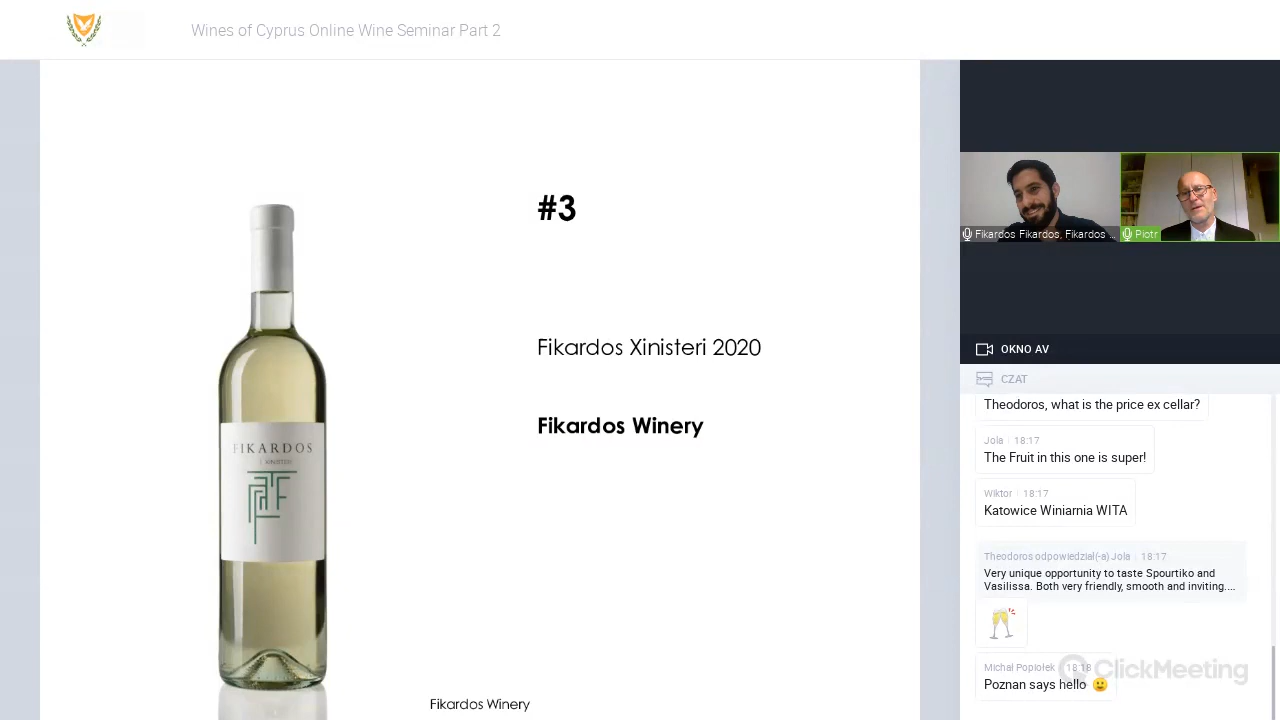 Wines of Cyprus Online Wine Seminar Part 2
#3
Fikardos Xinisteri 2020
Fikardos Winery
FIKARDOS
XINISTERI
Fikardos Winery
Fikardos Fikardos, Fikardos ...
Piotr
OKNO AV
CZAT
Theodoros, what is the price ex cellar?
Jola 18:17
The Fruit in this one is super!
Wiktor 18:17
Katowice Winiarnia WITA
Theodoros odpowiedział(-a) Jola 18:17
Very unique opportunity to taste Spourtiko and
Vasilissa. Both very friendly, smooth and inviting....
Michał Popiołek 18:18
Poznan says hello 🙂
ClickMeeting